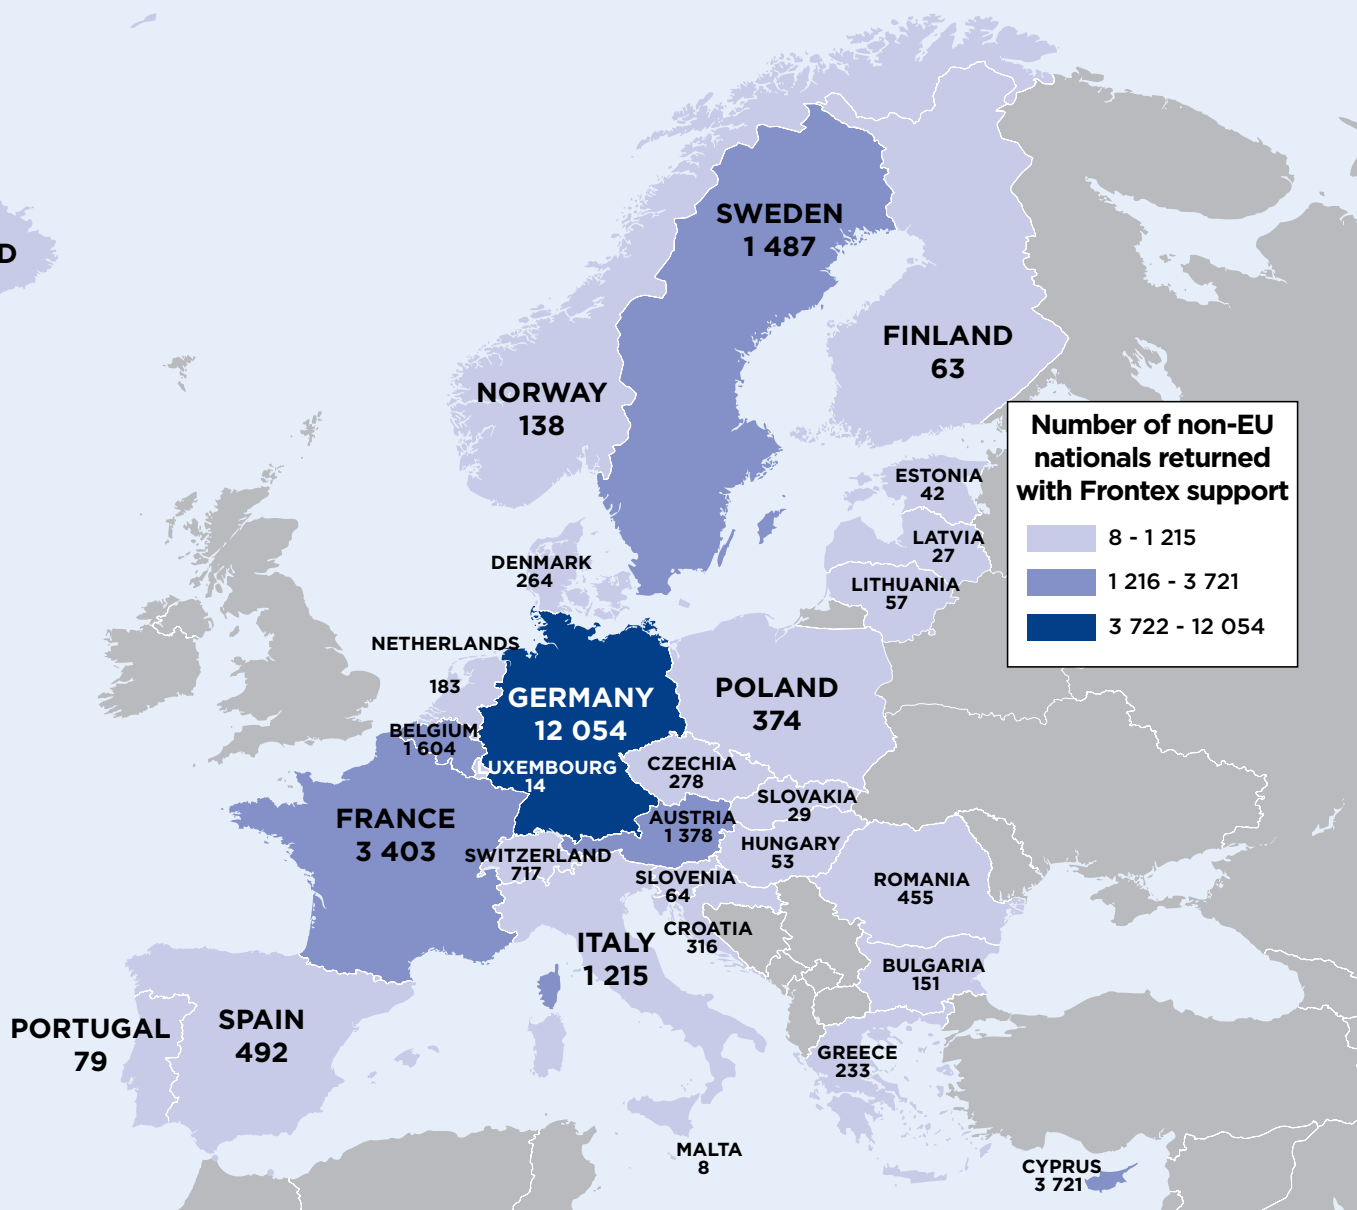 SWEDEN
1 487
D
FINLAND
63
NORWAY
138
Number of non-EU
nationals returned
with Frontex support
8 - 1 215
1 216 - 3 721
3 722 - 12 054
ESTONIA
42
LATVIA
27
DENMARK
264
LITHUANIA
57
NETHERLANDS
183
GERMANY
12 054
POLAND
374
BELGIUM
1 604
LUXEMBOURG
14
CZECHIA
278
SLOVAKIA
29
FRANCE
3 403
AUSTRIA
1 378
HUNGARY
53
SWITZERLAND
717
SLOVENIA
64
ROMANIA
455
CROATIA
316
ITALY
1 215
BULGARIA
151
PORTUGAL
79
SPAIN
492
GREECE
233
MALTA
8
CYPRUS
3 721